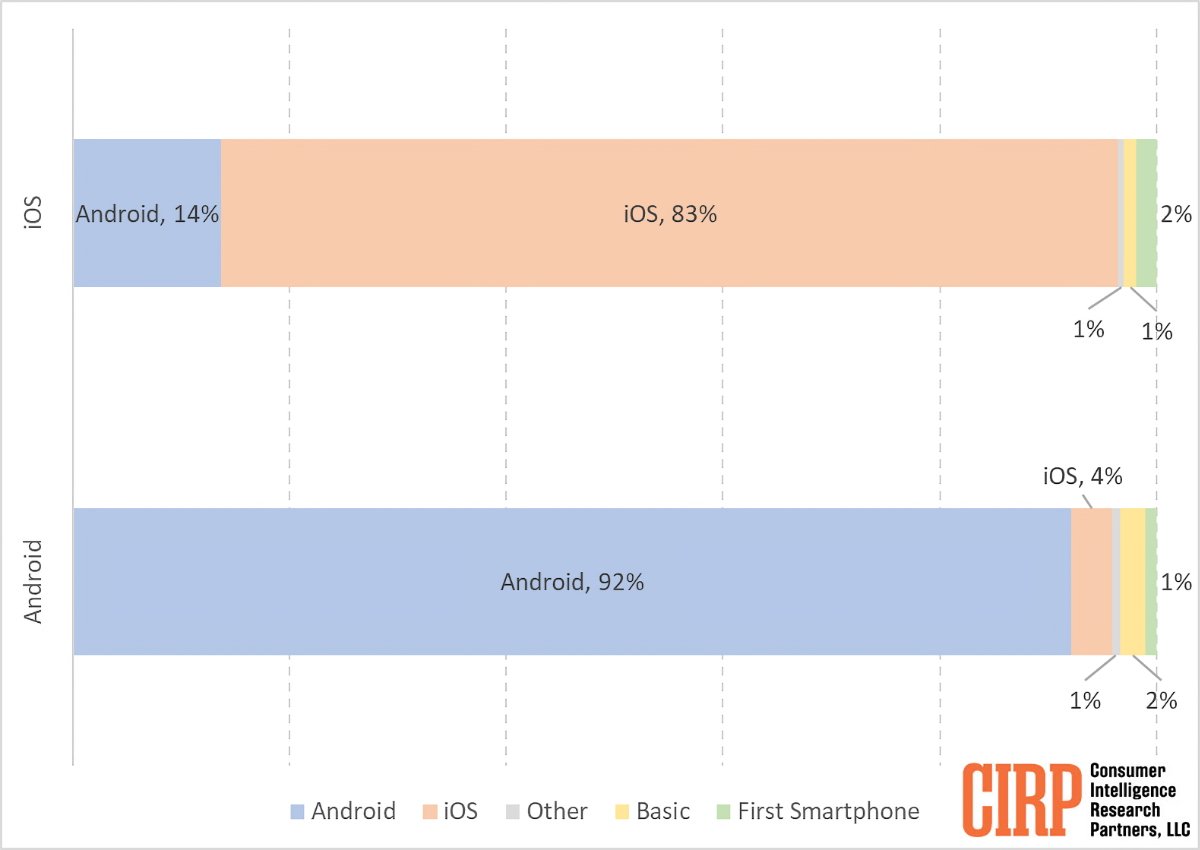 iOS
Android, 14%
iOS, 83%
2%
1%
1%
iOS, 4%
Android
Android, 92%
1%
1%
2%
Android
iOS
Other
Basic
First Smartphone
CIRP
Consumer
Intelligence
Research
Partners, LLC